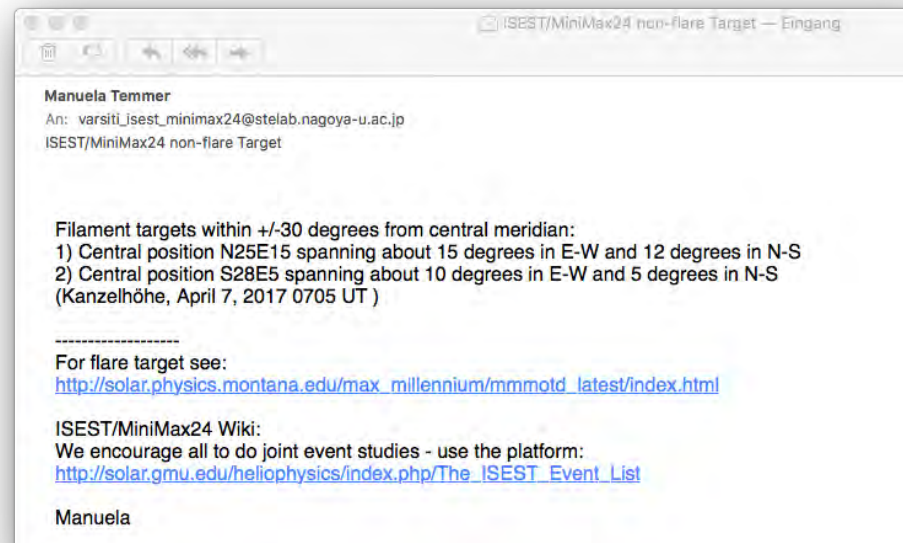 ISEST/MiniMax24 non-flare Target — Eingang
Manuela Temmer
An: varsiti_isest_minimax24@stelab.nagoya-u.ac.jp
ISEST/MiniMax24 non-flare Target
Filament targets within +/-30 degrees from central meridian:
1) Central position N25E15 spanning about 15 degrees in E-W and 12 degrees in N-S
2) Central position S28E5 spanning about 10 degrees in E-W and 5 degrees in N-S
(Kanzelhöhe, April 7, 2017 0705 UT )
-------------------
For flare target see:
http://solar.physics.montana.edu/max_millennium/mmmotd_latest/index.html
ISEST/MiniMax24 Wiki:
We encourage all to do joint event studies - use the platform:
http://solar.gmu.edu/heliophysics/index.php/The_ISEST_Event_List
Manuela